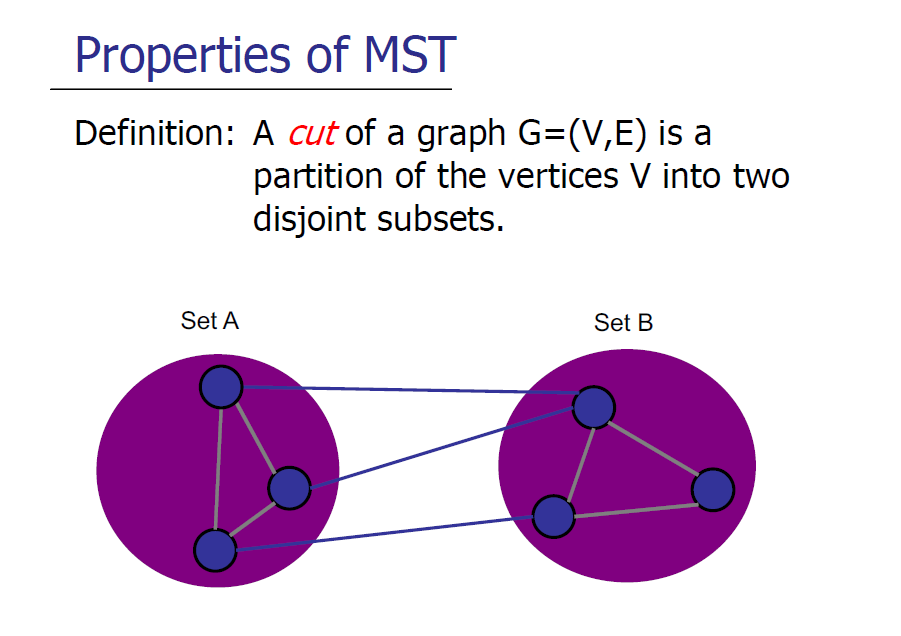 Properties of MST
Definition: A cut of a graph G=(V,E) is a
partition of the vertices V into two
disjoint subsets.
Set A
Set B